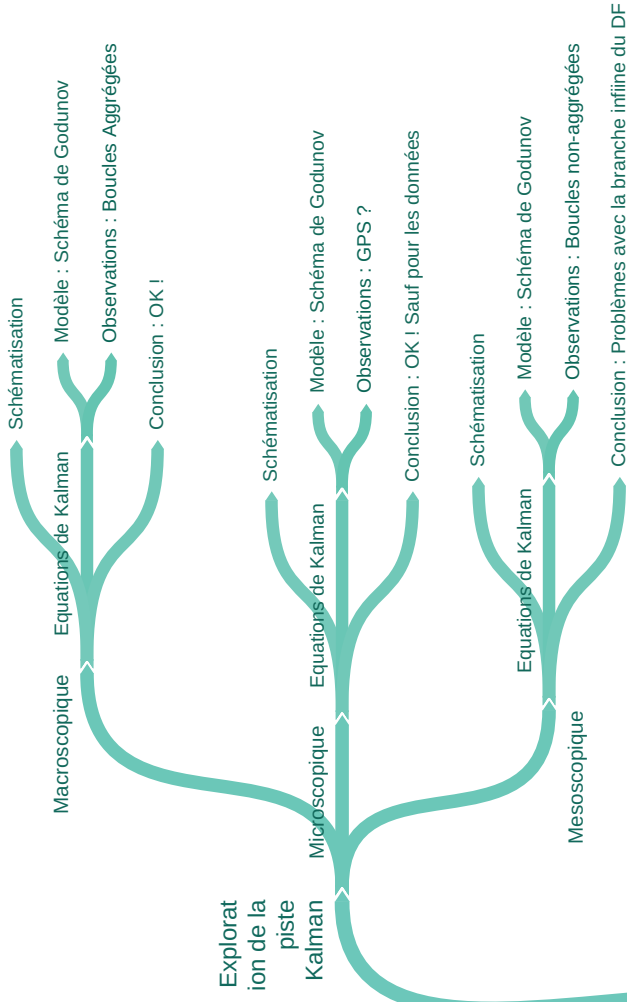 Explorat
ion de la
piste
Kalman
Macroscopique
Schématisation
Equations de Kalman
Modèle : Schéma de Godunov
Observations : Boucles Aggrégées
Conclusion : OK !
Microscopique
Schématisation
Equations de Kalman
Modèle : Schéma de Godunov
Observations : GPS ?
Conclusion : OK ! Sauf pour les données
Mesoscopique
Schématisation
Equations de Kalman
Modèle : Schéma de Godunov
Observations : Boucles non-aggrégées
Conclusion : Problèmes avec la branche infiine du DF